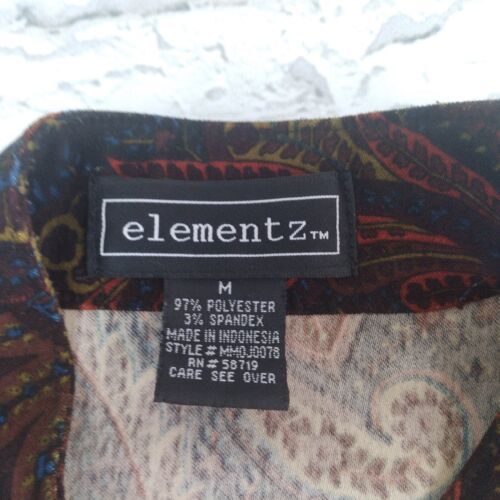 elementz™
M
97% POLYESTER
3% SPANDEX
MADE IN INDONESIA
STYLE # MM0J0078
RN # 58719
CARE SEE OVER